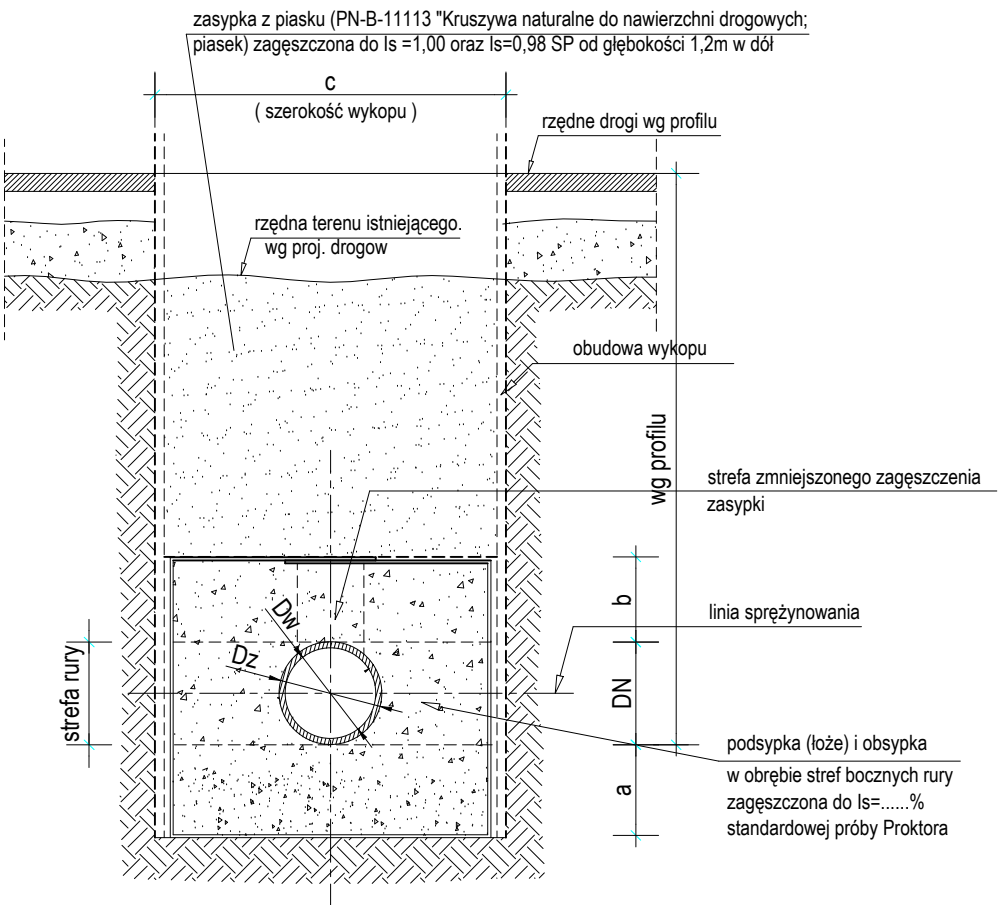 zasypka z piasku (PN-B-11113 "Kruszywa naturalne do nawierzchni drogowych;
piasek) zagęszczona do Is =1,00 oraz Is=0,98 SP od głębokości 1,2m w dół
c
( szerokość wykopu )
rzędne drogi wg profilu
rzędna terenu istniejącego.
wg proj. drogow
obudowa wykopu
wg profilu
strefa zmniejszonego zagęszczenia
zasypki
b
Dw
linia sprężynowania
Dz
strefa rury
DN
podsypka (łoże) i obsypka
w obrębie stref bocznych rury
zagęszczona do Is=......%
standardowej próby Proktora
a